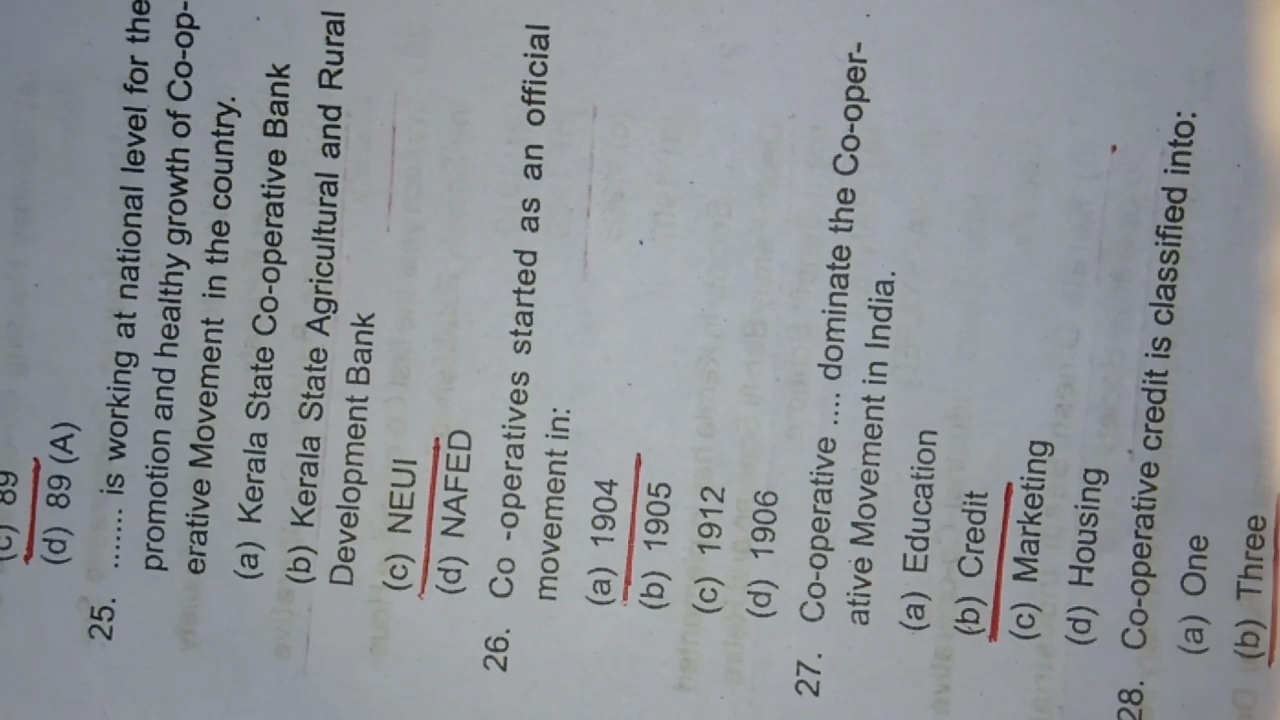 (c) 89
(d) 89 (A)
25. ....... is working at national level for the
promotion and healthy growth of Co-op-
erative Movement in the country.
(a) Kerala State Co-operative Bank
(b) Kerala State Agricultural and Rural
Development Bank
(c) NEUI
(d) NAFED
26. Co -operatives started as an official
movement in:
(a) 1904
(b) 1905
(c) 1912
(d) 1906
27. Co-operative .... dominate the Co-oper-
ative Movement in India.
(a) Education
(b) Credit
(c) Marketing
(d) Housing
28. Co-operative credit is classified into:
(a) One
(b) Three